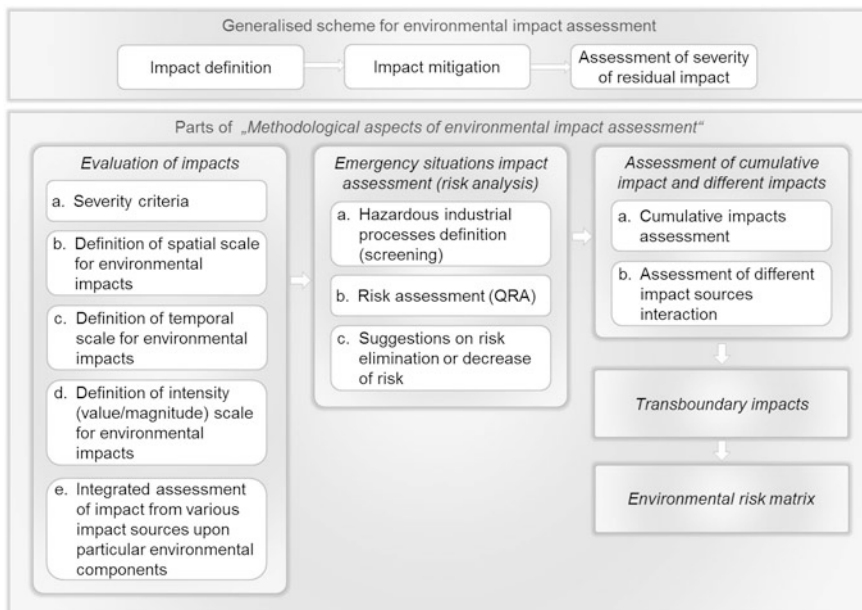 Generalised scheme for environmental impact assessment
Impact definition
Impact mitigation
Assessment of severity
of residual impact
Parts of „Methodological aspects of environmental impact assessment“
Evaluation of impacts
a. Severity criteria
b. Definition of spatial scale
for environmental
impacts
c. Definition of temporal
scale for environmental
impacts
d. Definition of intensity
(value/magnitude) scale
for environmental
impacts
e. Integrated assessment
of impact from various
impact sources upon
particular environmental
components
Emergency situations impact
assessment (risk analysis)
a. Hazardous industrial
processes definition
(screening)
b. Risk assessment (QRA)
c. Suggestions on risk
elimination or decrease
of risk
Assessment of cumulative
impact and different impacts
a. Cumulative impacts
assessment
b. Assessment of different
impact sources
interaction
Transboundary impacts
Environmental risk matrix